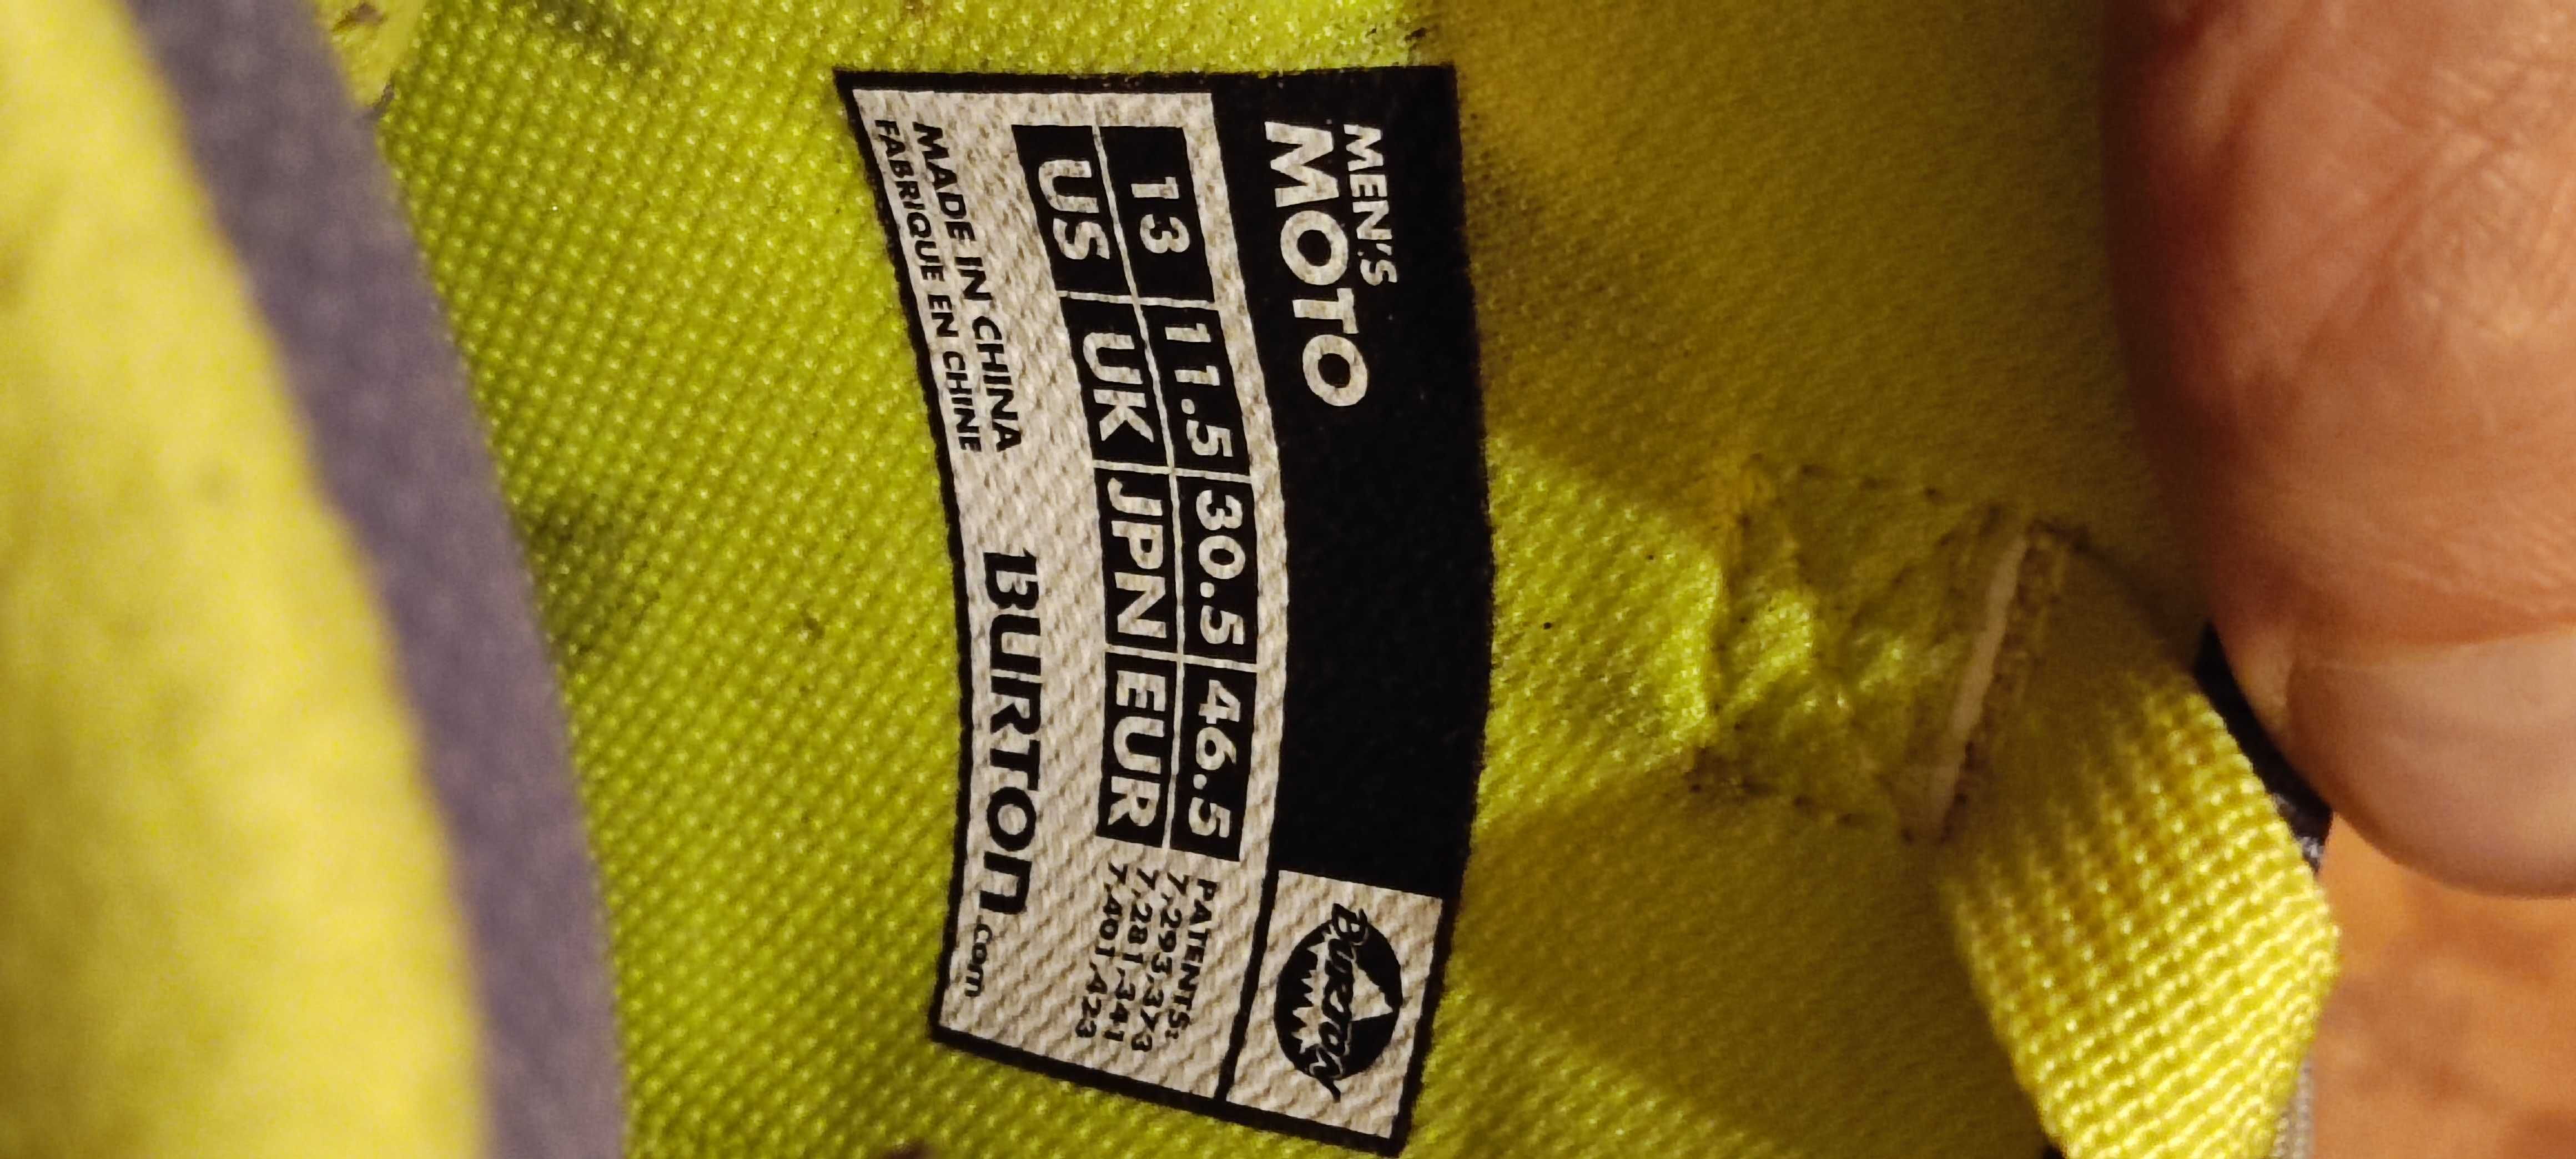 MEN'S
MOTO
BURTON
13 11.5 30.5 46.5
US UK JPN EUR
PATENTS:
7,293,373
7,281,341
7,401,423
MADE IN CHINA
FABRIQUE EN CHINE
BURTON.com